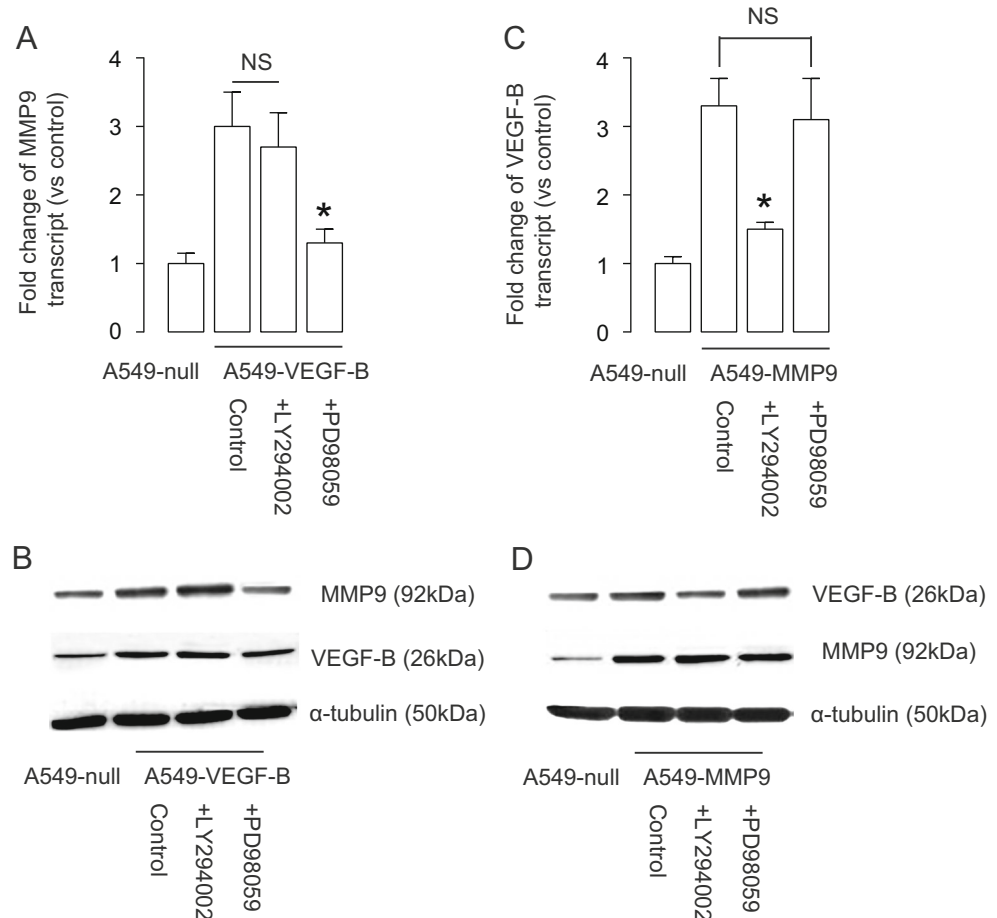 A
Fold change of MMP9
transcript (vs control)
4
3
2
1
0
NS
*
A549-null
A549-VEGF-B
Control
+LY294002
+PD98059
C
Fold change of VEGF-B
transcript (vs control)
4
3
2
1
0
NS
*
A549-null
A549-MMP9
Control
+LY294002
+PD98059
B
MMP9 (92kDa)
VEGF-B (26kDa)
α-tubulin (50kDa)
A549-null
A549-VEGF-B
Control
+LY294002
+PD98059
D
VEGF-B (26kDa)
MMP9 (92kDa)
α-tubulin (50kDa)
A549-null
A549-MMP9
Control
+LY294002
+PD98059